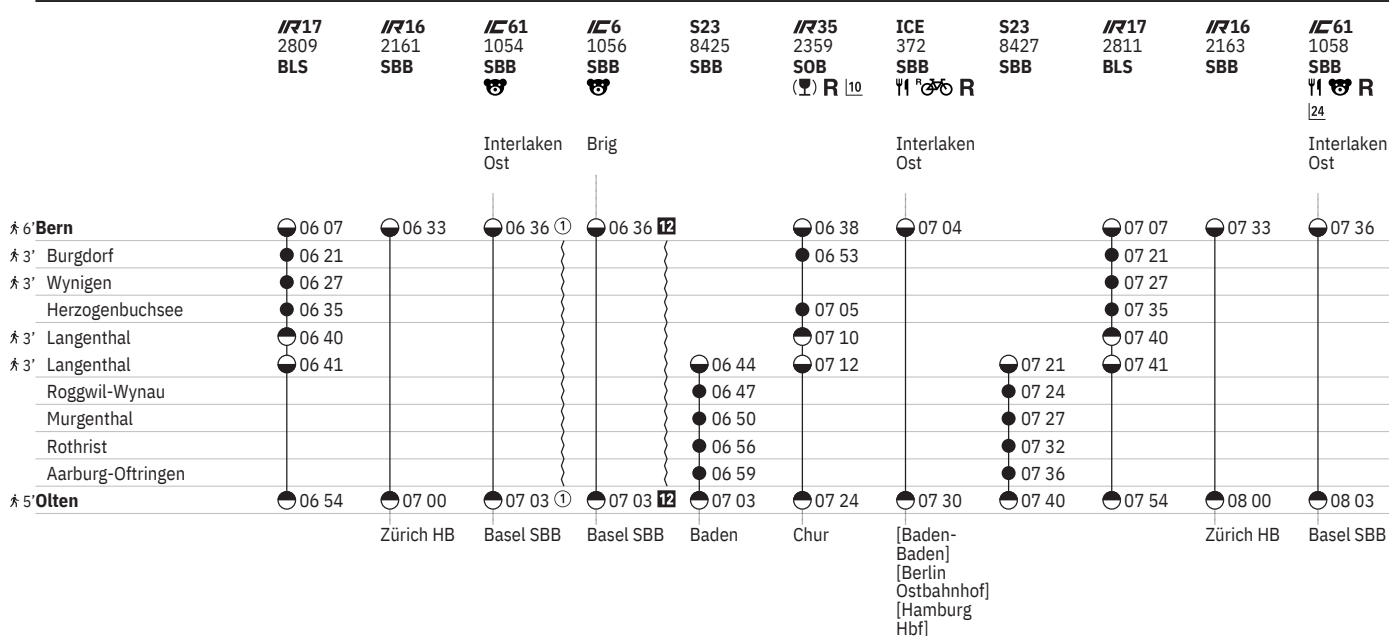 IR17 IR16 IC61 IC6 S23 IR35 ICE S23 IR17 IR16 IC61
2809 2161 1054 1056 8425 2359 372 8427 2811 2163 1058
BLS SBB SBB SBB SBB SOB SBB SBB BLS SBB SBB
R 10 R R R
24
Interlaken Brig Interlaken Interlaken
Ost Ost Ost
6' Bern 06 07 06 33 06 36 1 06 36 12 06 38 07 04 07 07 07 33 07 36
3' Burgdorf 06 21 06 53 07 21
3' Wynigen 06 27 07 27
Herzogenbuchsee 06 35 07 05 07 35
3' Langenthal 06 40 07 10 07 40
3' Langenthal 06 41 06 44 07 12 07 21 07 41
Roggwil-Wynau 06 47 07 24
Murgenthal 06 50 07 27
Rothrist 06 56 07 32
Aarburg-Oftringen 06 59 07 36
5' Olten 06 54 07 00 07 03 1 07 03 12 07 03 07 24 07 30 07 40 07 54 08 00 08 03
Zürich HB Basel SBB Basel SBB Baden Chur [Baden- Zürich HB Basel SBB
Baden]
[Berlin
Ostbahnhof]
[Hamburg
Hbf]